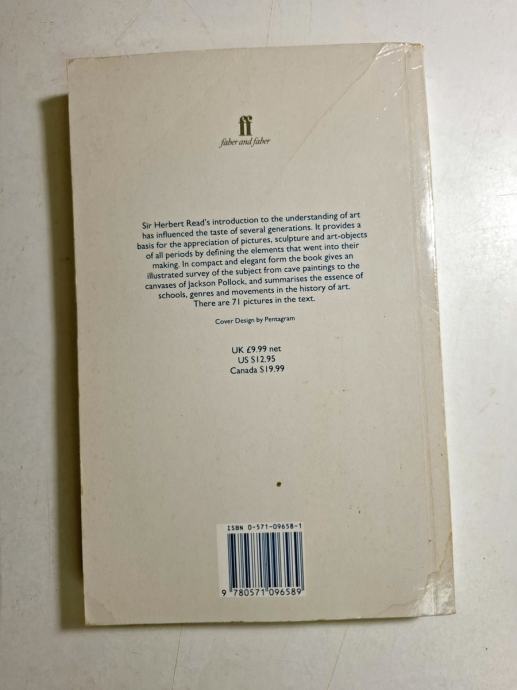 ff
faber and faber
Sir Herbert Read's introduction to the understanding of art
has influenced the taste of several generations. It provides a
basis for the appreciation of pictures, sculpture and art-objects
of all periods by defining the elements that went into their
making. In compact and elegant form the book gives an
illustrated survey of the subject from cave paintings to the
canvases of Jackson Pollock, and summarises the essence of
schools, genres and movements in the history of art.
There are 71 pictures in the text.
Cover Design by Pentagram
UK £9.99 net
US $12.95
Canada $19.99
ISBN 0-571-09658-1
9 780571 096589